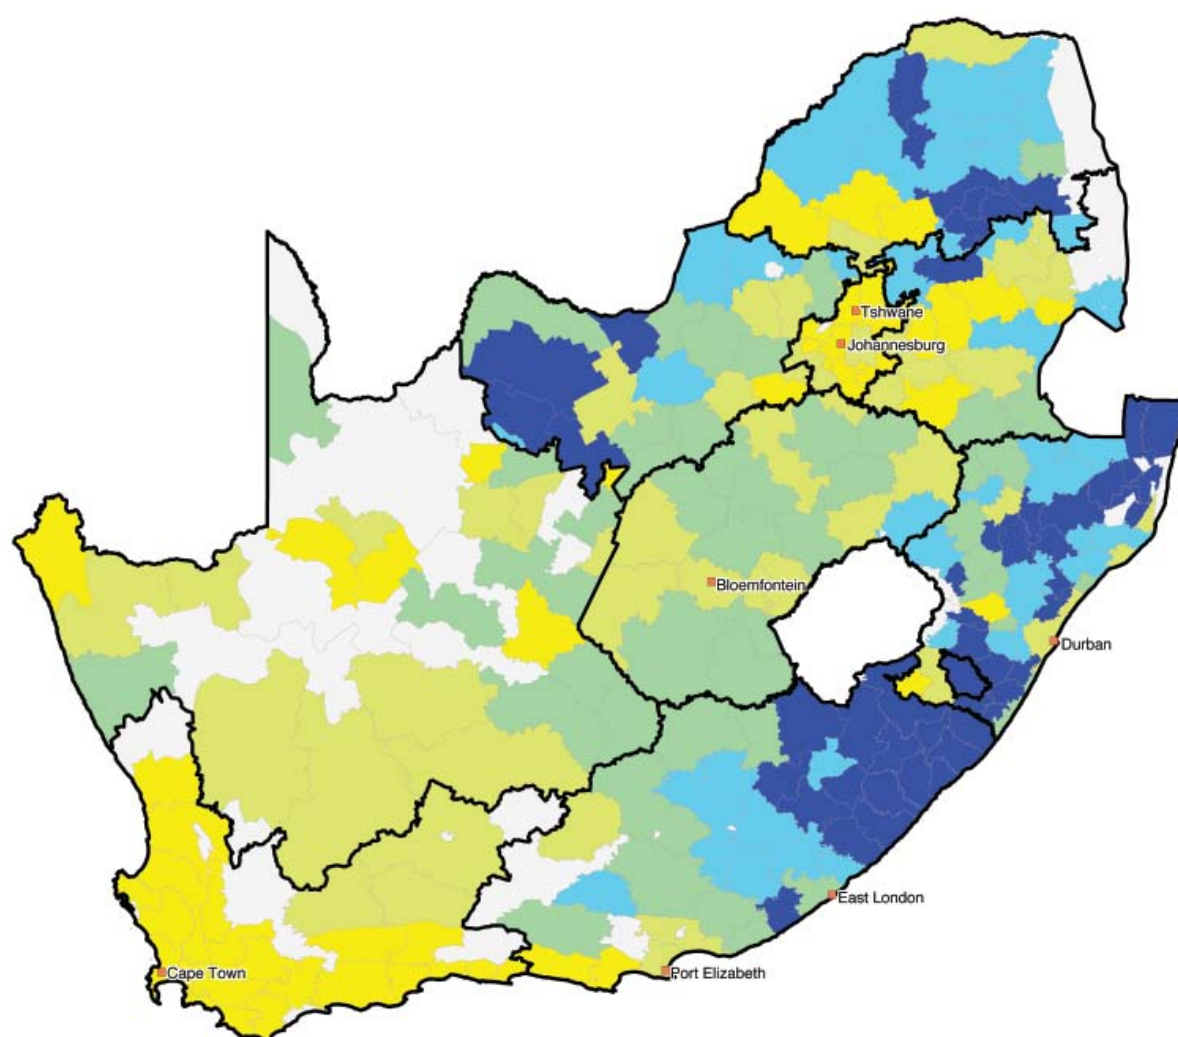 Tshwane
Johannesburg
Bloemfontein
Durban
East London
Cape Town
Port Elizabeth